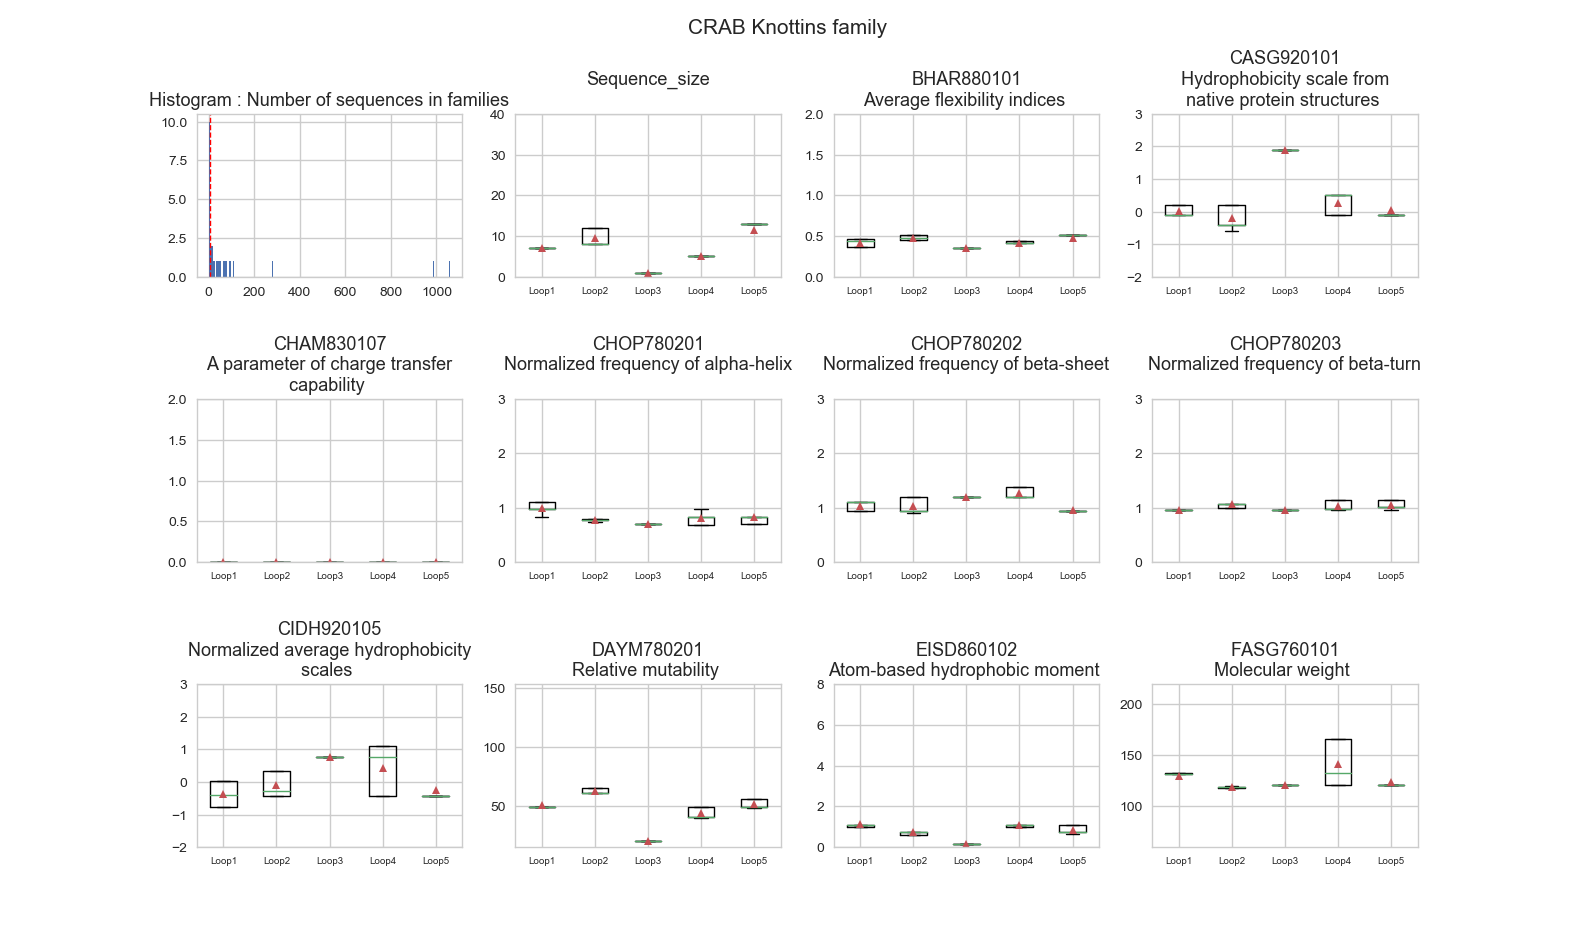 CRAB Knottins family
Histogram : Number of sequences in families
10.0
7.5
5.0
2.5
0.0
0 200 400 600 800 1000
Sequence_size
40
30
20
10
0
Loop1 Loop2 Loop3 Loop4 Loop5
BHAR880101
Average flexibility indices
2.0
1.5
1.0
0.5
0.0
Loop1 Loop2 Loop3 Loop4 Loop5
CASG920101
Hydrophobicity scale from
native protein structures
3
2
1
0
−1
−2
Loop1 Loop2 Loop3 Loop4 Loop5
CHAM830107
A parameter of charge transfer
capability
2.0
1.5
1.0
0.5
0.0
Loop1 Loop2 Loop3 Loop4 Loop5
CHOP780201
Normalized frequency of alpha-helix
3
2
1
0
Loop1 Loop2 Loop3 Loop4 Loop5
CHOP780202
Normalized frequency of beta-sheet
3
2
1
0
Loop1 Loop2 Loop3 Loop4 Loop5
CHOP780203
Normalized frequency of beta-turn
3
2
1
0
Loop1 Loop2 Loop3 Loop4 Loop5
CIDH920105
Normalized average hydrophobicity
scales
3
2
1
0
−1
−2
Loop1 Loop2 Loop3 Loop4 Loop5
DAYM780201
Relative mutability
150
100
50
Loop1 Loop2 Loop3 Loop4 Loop5
EISD860102
Atom-based hydrophobic moment
8
6
4
2
0
Loop1 Loop2 Loop3 Loop4 Loop5
FASG760101
Molecular weight
200
150
100
Loop1 Loop2 Loop3 Loop4 Loop5